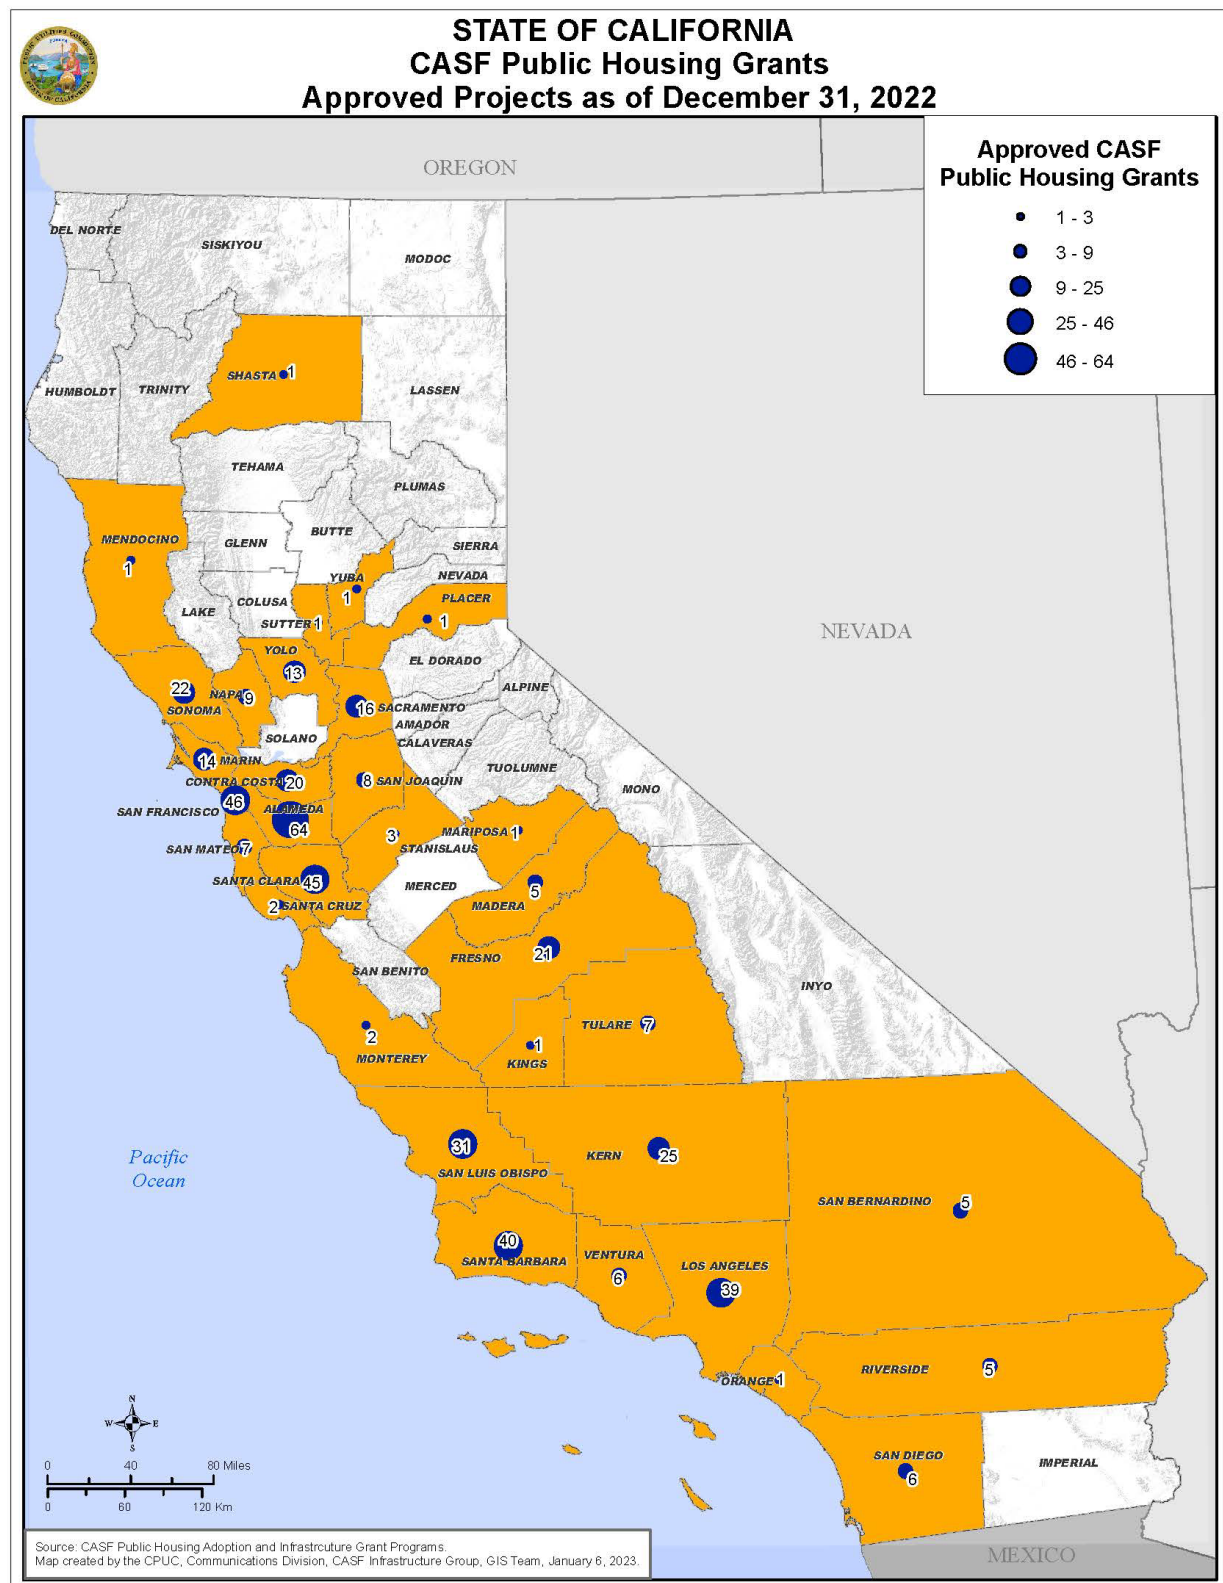 STATE OF CALIFORNIA
CASF Public Housing Grants
Approved Projects as of December 31, 2022
Approved CASF
Public Housing Grants
1 - 3
3 - 9
9 - 25
25 - 46
46 - 64
OREGON
DEL NORTE
SISKIYOU
MODOC
SHASTA 1
HUMBOLDT
TRINITY
LASSEN
TEHAMA
PLUMAS
BUTTE
MENDOCINO
1
GLENN
SIERRA
YUBA
1
NEVADA
COLUSA
PLACER
1
LAKE
SUTTER 1
NEVADA
YOLO
13
EL DORADO
22
SONOMA
NAPA 9
ALPINE
16 SACRAMENTO
AMADOR
SOLANO
CALAVERAS
14 MARIN
TUOLUMNE
CONTRA COSTA 20
8 SAN JOAQUIN
MONO
46
SAN FRANCISCO
ALAMEDA
64
MARIPOSA 1
3
STANISLAUS
SAN MATEO 7
SANTA CLARA 45
MERCED
5
MADERA
2 SANTA CRUZ
21
FRESNO
SAN BENITO
INYO
TULARE 7
2
MONTEREY
1
KINGS
31
SAN LUIS OBISPO
KERN
25
Pacific
Ocean
SAN BERNARDINO
5
40
SANTA BARBARA
VENTURA
6
LOS ANGELES
39
RIVERSIDE
5
ORANGE 1
N
W E
S
SAN DIEGO
6
IMPERIAL
0 40 80 Miles
0 60 120 Km
Source: CASF Public Housing Adoption and Infrastrcuture Grant Programs.
Map created by the CPUC, Communications Division, CASF Infrastructure Group, GIS Team, January 6, 2023.
MEXICO